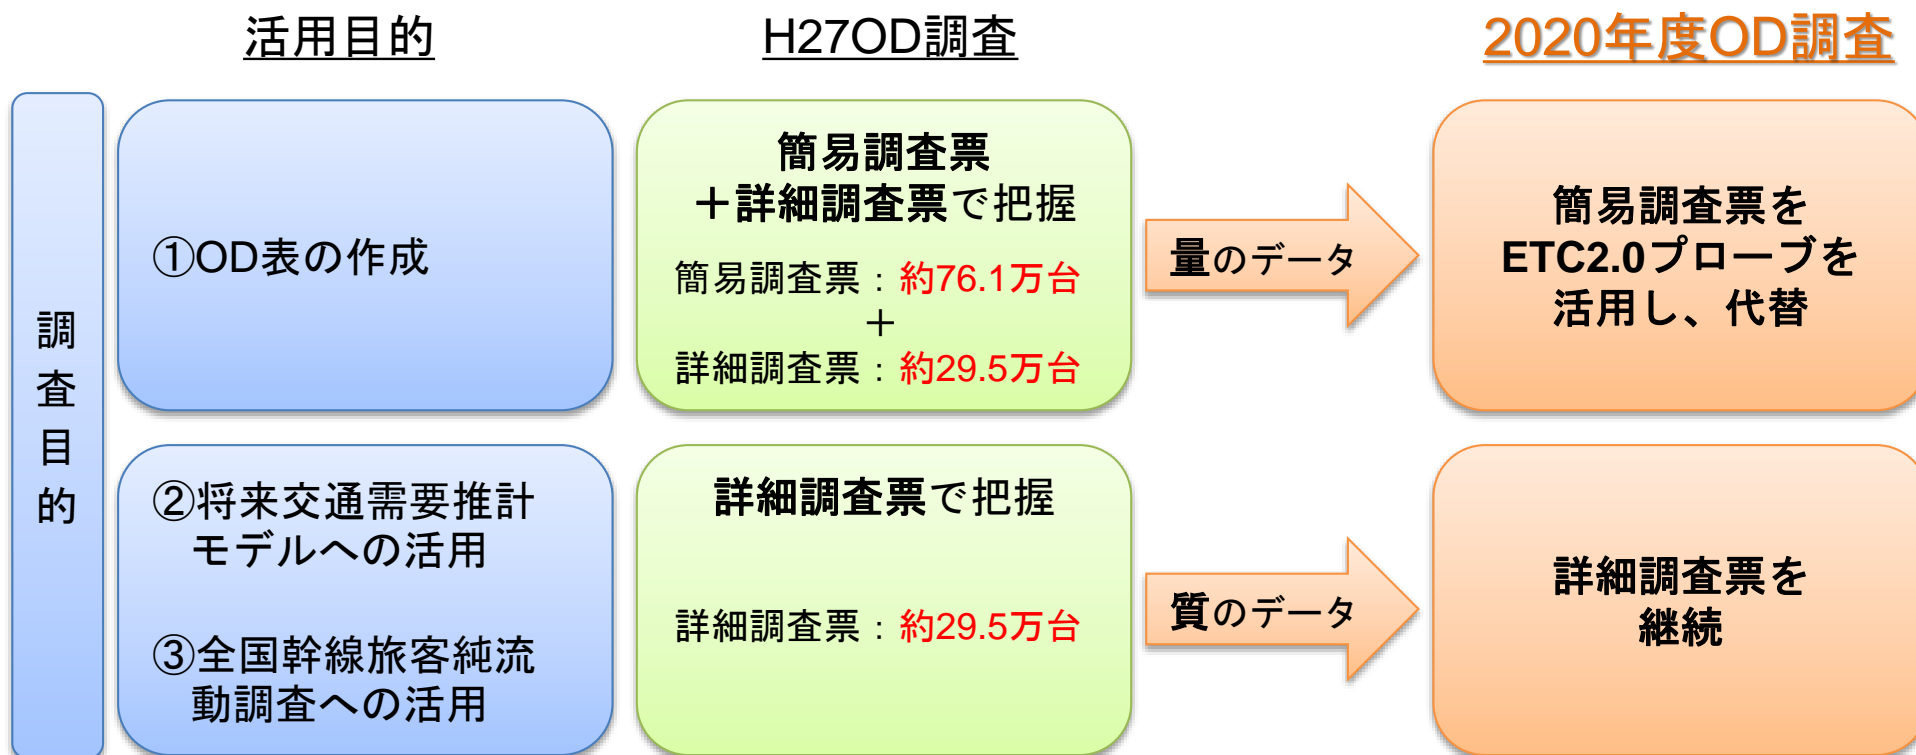 活用目的
H27OD調査
2020年度OD調査
調査目的
①OD表の作成
簡易調査票
＋詳細調査票で把握
簡易調査票：約76.1万台
＋
詳細調査票：約29.5万台
量のデータ
簡易調査票を
ETC2.0プローブを
活用し、代替
②将来交通需要推計
モデルへの活用
③全国幹線旅客純流
動調査への活用
詳細調査票で把握
詳細調査票：約29.5万台
質のデータ
詳細調査票を
継続